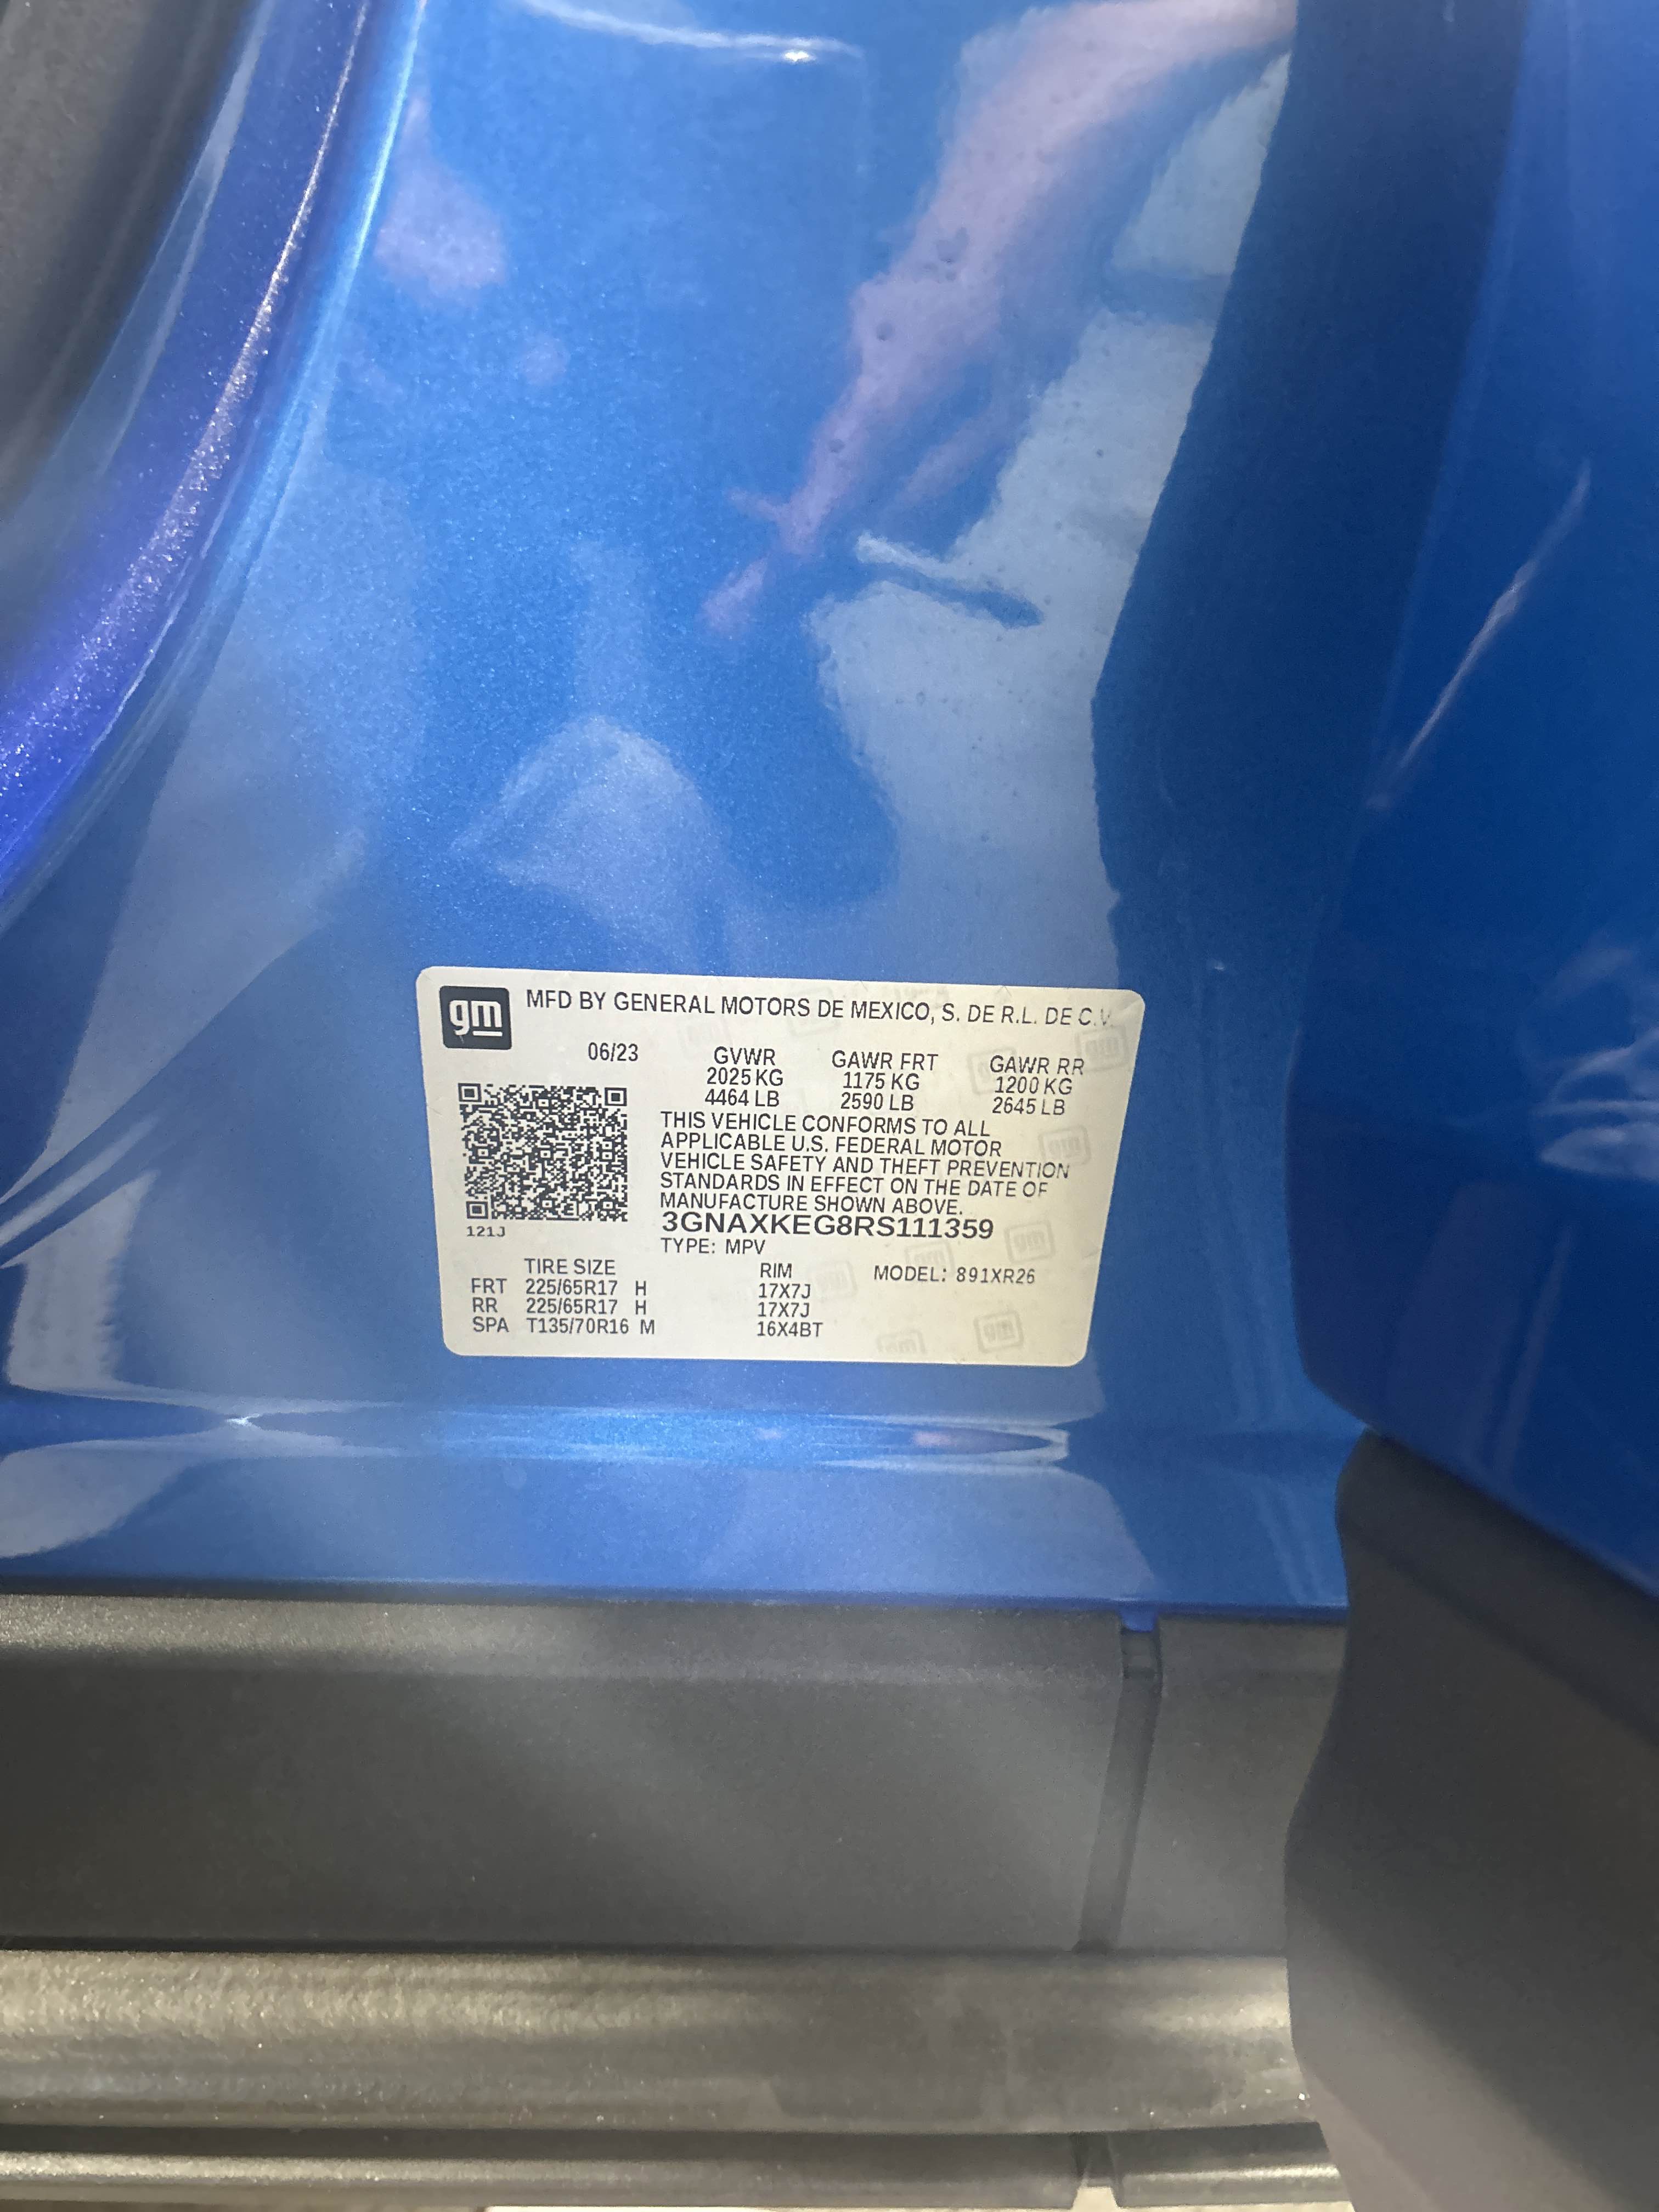 gm MFD BY GENERAL MOTORS DE MEXICO, S. DE R.L. DE C.V.
06/23 GVWR GAWR FRT GAWR RR
2025 KG 1175 KG 1200 KG
4464 LB 2590 LB 2645 LB
THIS VEHICLE CONFORMS TO ALL
APPLICABLE U.S. FEDERAL MOTOR
VEHICLE SAFETY AND THEFT PREVENTION
STANDARDS IN EFFECT ON THE DATE OF
MANUFACTURE SHOWN ABOVE.
3GNAXKEG8RS111359
121J
TYPE: MPV
TIRE SIZE RIM MODEL: 891XR26
FRT 225/65R17 H 17X7J
RR 225/65R17 H 17X7J
SPA T135/70R16 M 16X4BT